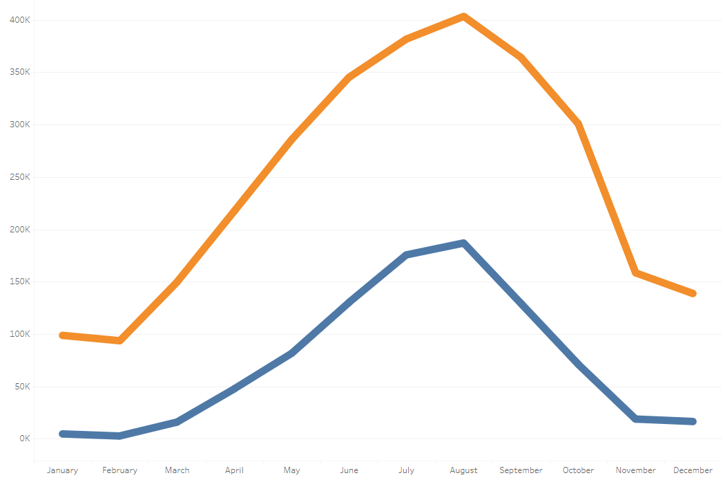 400K
350K
300K
250K
200K
150K
100K
50K
0K
January February March April May June July August September October November December